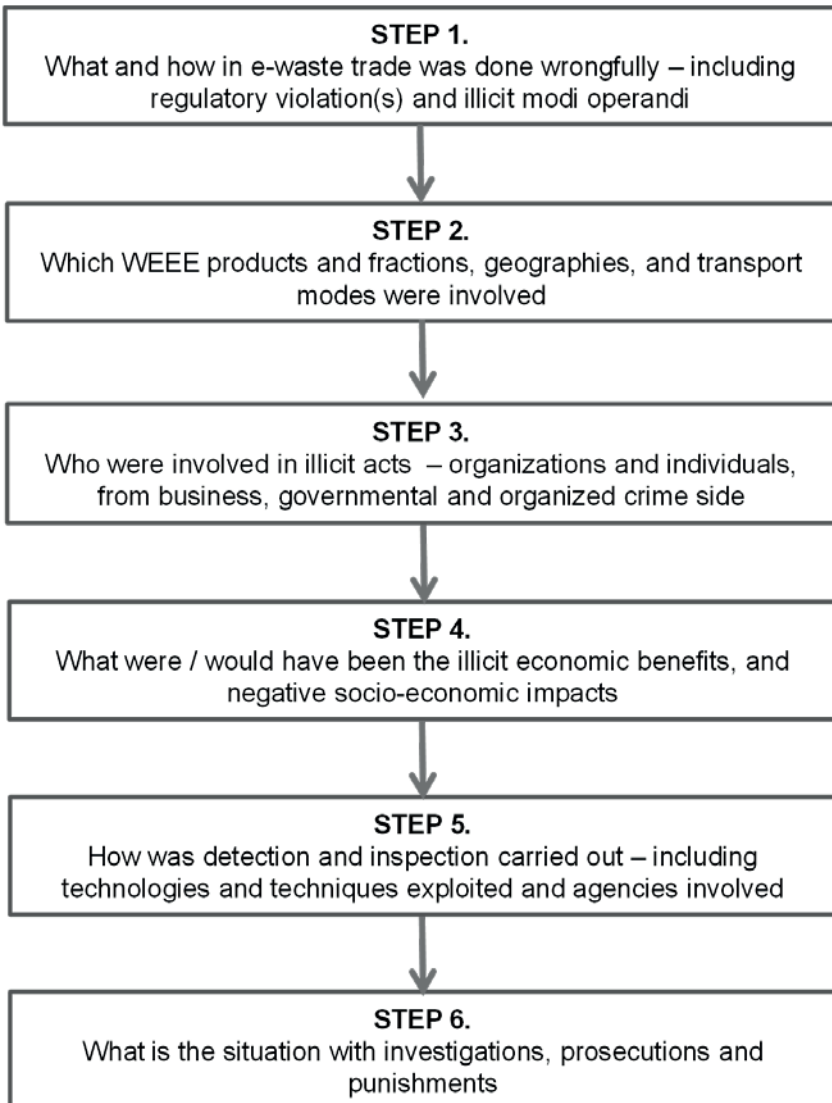 STEP 1.
What and how in e-waste trade was done wrongfully – including
regulatory violation(s) and illicit modi operandi
STEP 2.
Which WEEE products and fractions, geographies, and transport
modes were involved
STEP 3.
Who were involved in illicit acts – organizations and individuals,
from business, governmental and organized crime side
STEP 4.
What were / would have been the illicit economic benefits, and
negative socio-economic impacts
STEP 5.
How was detection and inspection carried out – including
technologies and techniques exploited and agencies involved
STEP 6.
What is the situation with investigations, prosecutions and
punishments